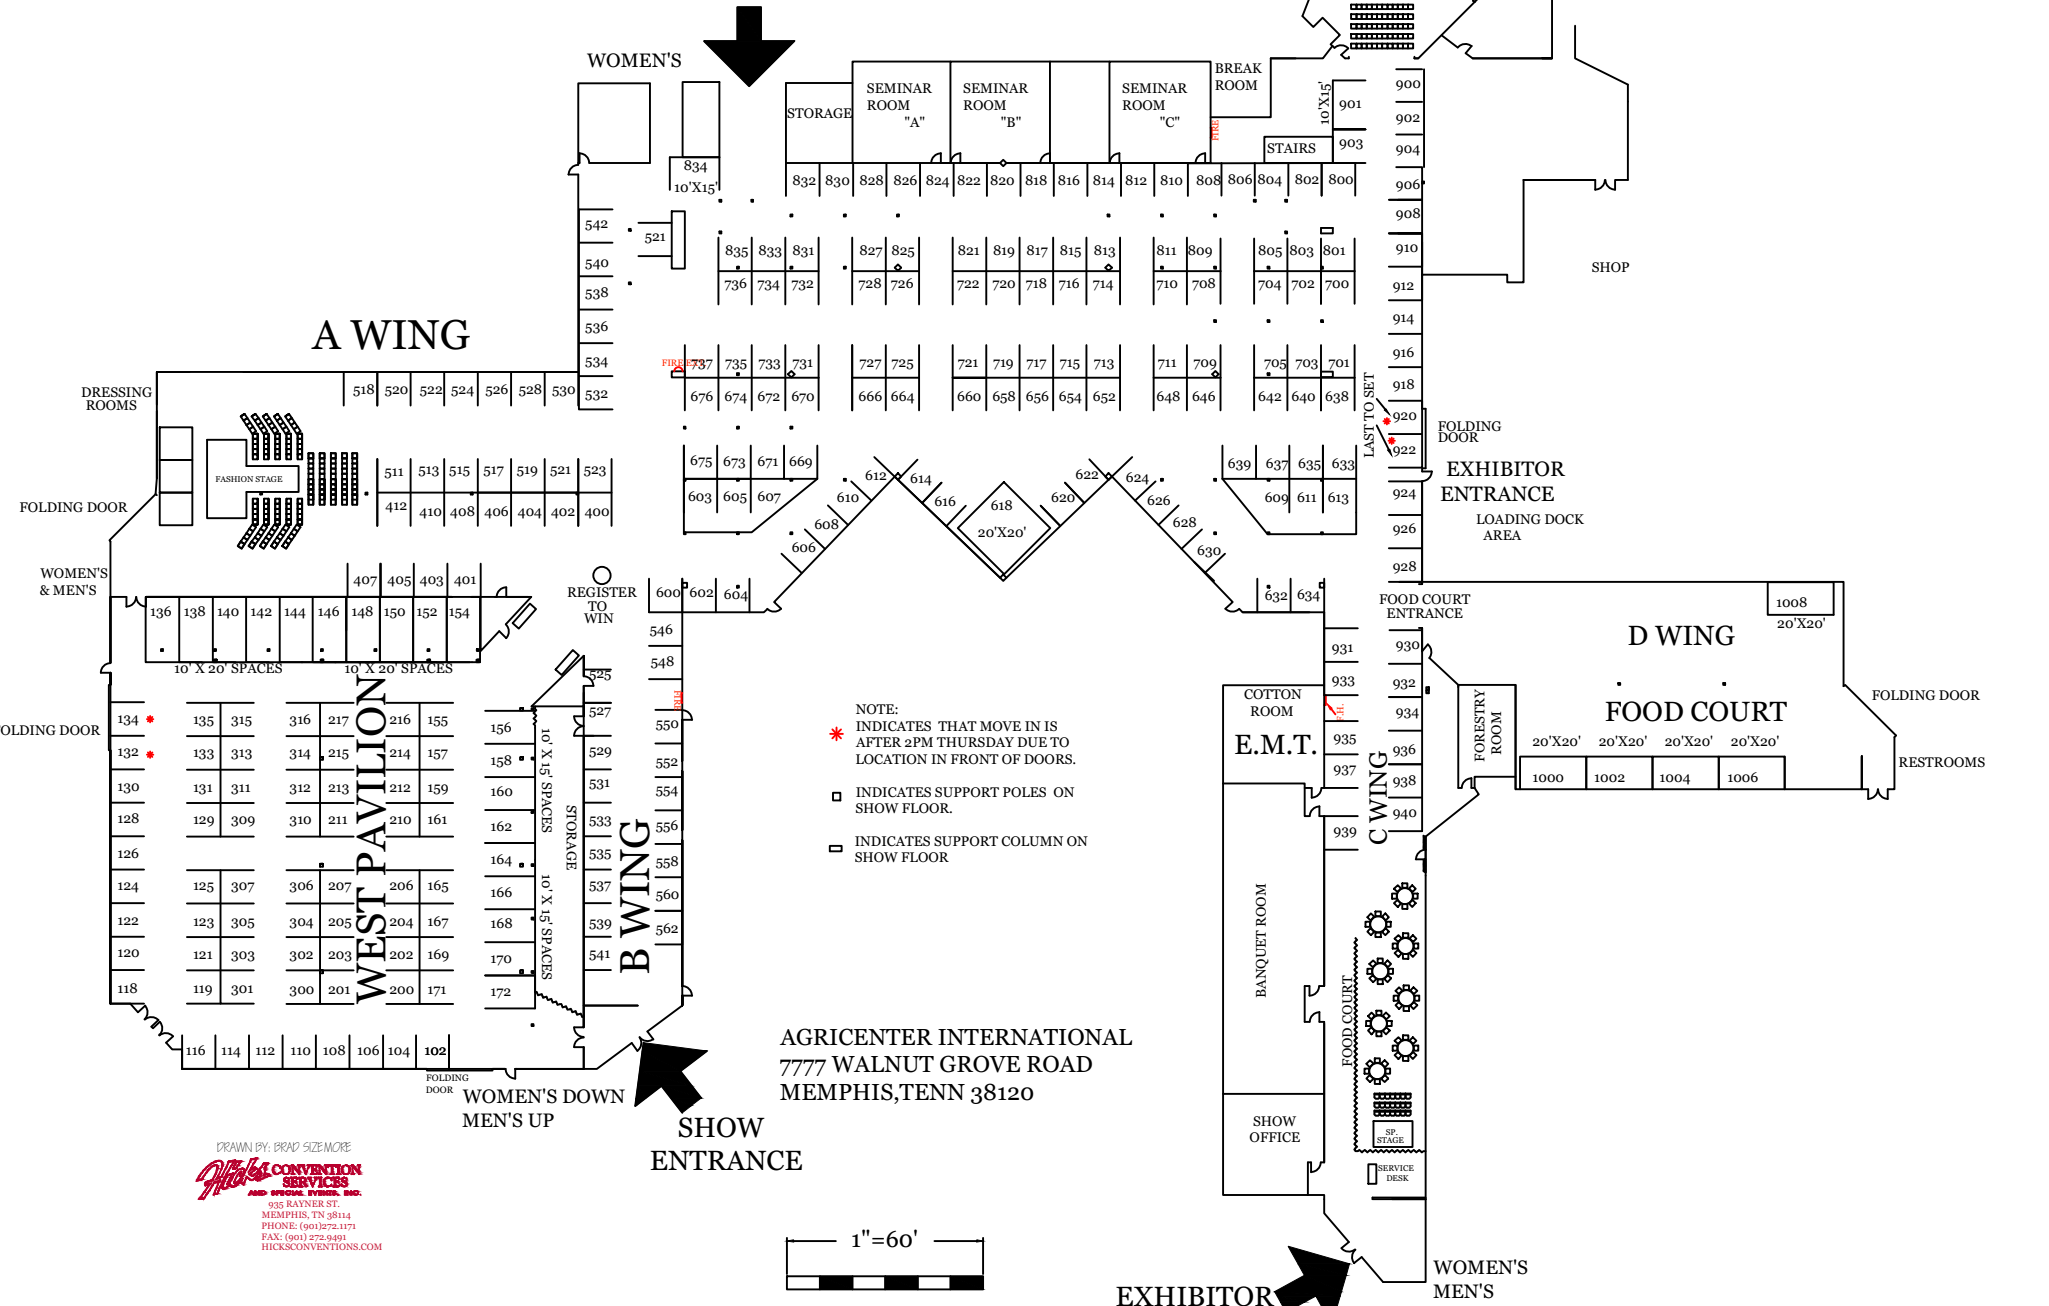 WOMEN'S
STORAGE
SEMINAR
ROOM
"A"
SEMINAR
ROOM
"B"
SEMINAR
ROOM
"C"
BREAK
ROOM
FIRE
STAIRS
10'X15'
901
903
900
902
904
906
908
910
912
914
916
918
920
922
924
926
928
834
10'X15'
832 830 828 826 824 822 820 818 816 814 812 810 808 806 804 802 800
542
540
538
536
534
532
521
835 833 831 827 825 821 819 817 815 813 811 809 805 803 801
736 734 732 728 726 722 720 718 716 714 710 708 704 702 700
SHOP
A WING
737 735 733 731 727 725 721 719 717 715 713 711 709 705 703 701
676 674 672 670 666 664 660 658 656 654 652 648 646 642 640 638
LAST TO SET
FOLDING
DOOR
EXHIBITOR
ENTRANCE
LOADING DOCK
AREA
DRESSING
ROOMS
518 520 522 524 526 528 530
FASHION STAGE
511 513 515 517 519 521 523
412 410 408 406 404 402 400
675 673 671 669
603 605 607
612 614
610 616
608
606
618
20'X20'
622 624
620 626
628
630
639 637 635 633
609 611 613
FOLDING DOOR
WOMEN'S
& MEN'S
407 405 403 401
REGISTER
TO
WIN
600 602 604
632 634
FOOD COURT
ENTRANCE
1008
20'X20'
D WING
136 138 140 142 144 146 148 150 152 154
10' X 20' SPACES 10' X 20' SPACES
546
548
550
552
554
556
558
560
562
FIRE
525
527
529
531
533
535
537
539
541
B WING
FOLDING DOOR
134
132
130
128
126
124
122
120
118
135 315 316 217 216 155
133 313 314 215 214 157
131 311 312 213 212 159
129 309 310 211 210 161
125 307 306 207 206 165
123 305 304 205 204 167
121 303 302 203 202 169
119 301 300 201 200 171
WEST PAVILION
156
158
160
162
164
166
168
170
172
10' X 15' SPACES
10' X 15' SPACES
STORAGE
116 114 112 110 108 106 104 102
FOLDING
DOOR
WOMEN'S DOWN
MEN'S UP
SHOW
ENTRANCE
NOTE:
INDICATES THAT MOVE IN IS
AFTER 2PM THURSDAY DUE TO
LOCATION IN FRONT OF DOORS.
INDICATES SUPPORT POLES ON
SHOW FLOOR.
INDICATES SUPPORT COLUMN ON
SHOW FLOOR
AGRICENTER INTERNATIONAL
7777 WALNUT GROVE ROAD
MEMPHIS,TENN 38120
COTTON
ROOM
E.M.T.
F.H.
931
933
935
937
939
930
932
934
936
938
940
C WING
FORESTRY
ROOM
FOOD COURT
20'X20' 20'X20' 20'X20' 20'X20'
1000 1002 1004 1006
FOLDING DOOR
RESTROOMS
BANQUET ROOM
FOOD COURT
SHOW
OFFICE
SP.
STAGE
SERVICE
DESK
WOMEN'S
MEN'S
EXHIBITOR
1"=60'
DRAWN BY: BRAD SIZEMORE
Hicks CONVENTION
SERVICES
AND SPECIAL EVENTS, INC.
935 RAYNER ST.
MEMPHIS, TN 38114
PHONE: (901)272.1171
FAX: (901) 272.9491
HICKSCONVENTIONS.COM